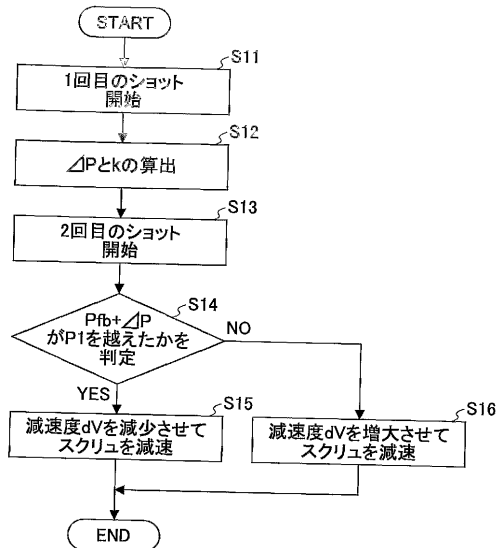 START
S11
1回目のショット
開始
S12
⊿Pとkの算出
S13
2回目のショット
開始
S14
Pfb+⊿P
がP1を越えたかを
判定
NO
YES
S15
減速度dVを減少させて
スクリュを減速
S16
減速度dVを増大させて
スクリュを減速
END